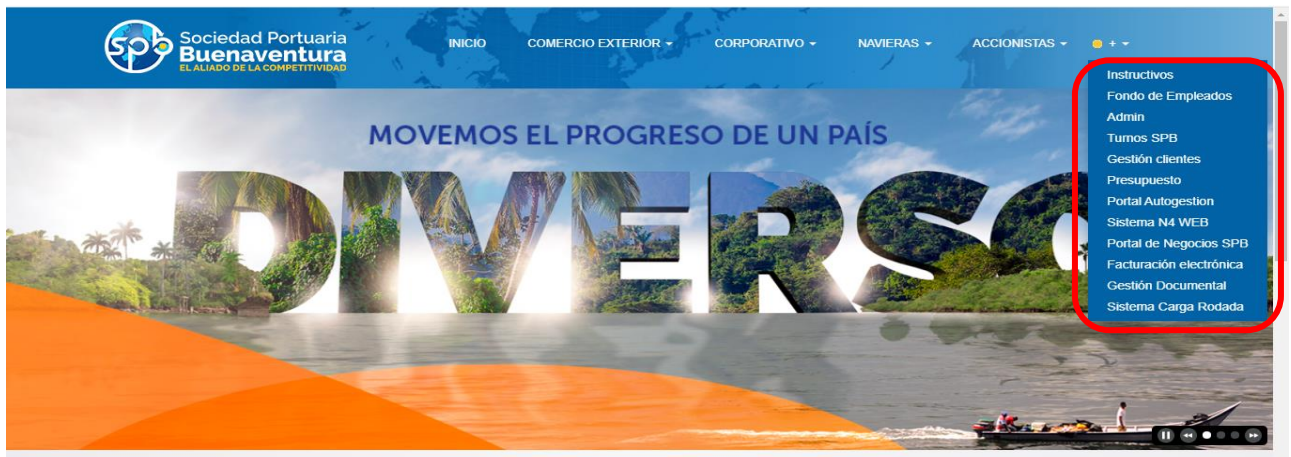 spb
Sociedad Portuaria
Buenaventura
EL ALIADO DE LA COMPETITIVIDAD
INICIO COMERCIO EXTERIOR CORPORATIVO NAVIERAS ACCIONISTAS +
Instructivos
Fondo de Empleados
Admin
Turnos SPB
Gestión clientes
Presupuesto
Portal Autogestion
Sistema N4 WEB
Portal de Negocios SPB
Facturación electrónica
Gestión Documental
Sistema Carga Rodada
MOVEMOS EL PROGRESO DE UN PAÍS
DIVERSO